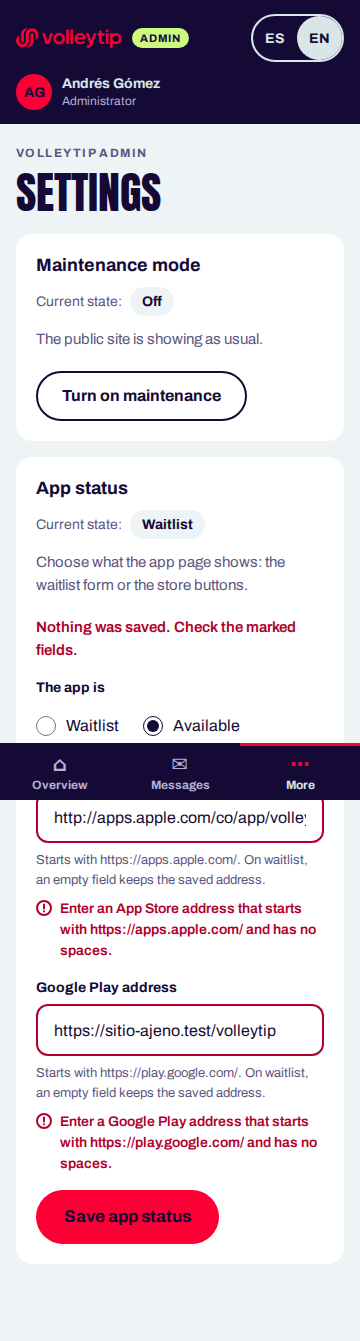 volleytip ADMIN ES EN
AG Andrés Gómez
Administrator
VOLLEYTIP ADMIN
SETTINGS
Maintenance mode
Current state: Off
The public site is showing as usual.
Turn on maintenance
App status
Current state: Waitlist
Choose what the app page shows: the
waitlist form or the store buttons.
Nothing was saved. Check the marked
fields.
The app is
Waitlist Available
Overview Messages More
http://apps.apple.com/co/app/volley
Starts with https://apps.apple.com/. On waitlist,
an empty field keeps the saved address.
Enter an App Store address that starts
with https://apps.apple.com/ and has no
spaces.
Google Play address
https://sitio-ajeno.test/volleytip
Starts with https://play.google.com/. On waitlist,
an empty field keeps the saved address.
Enter a Google Play address that starts
with https://play.google.com/ and has no
spaces.
Save app status